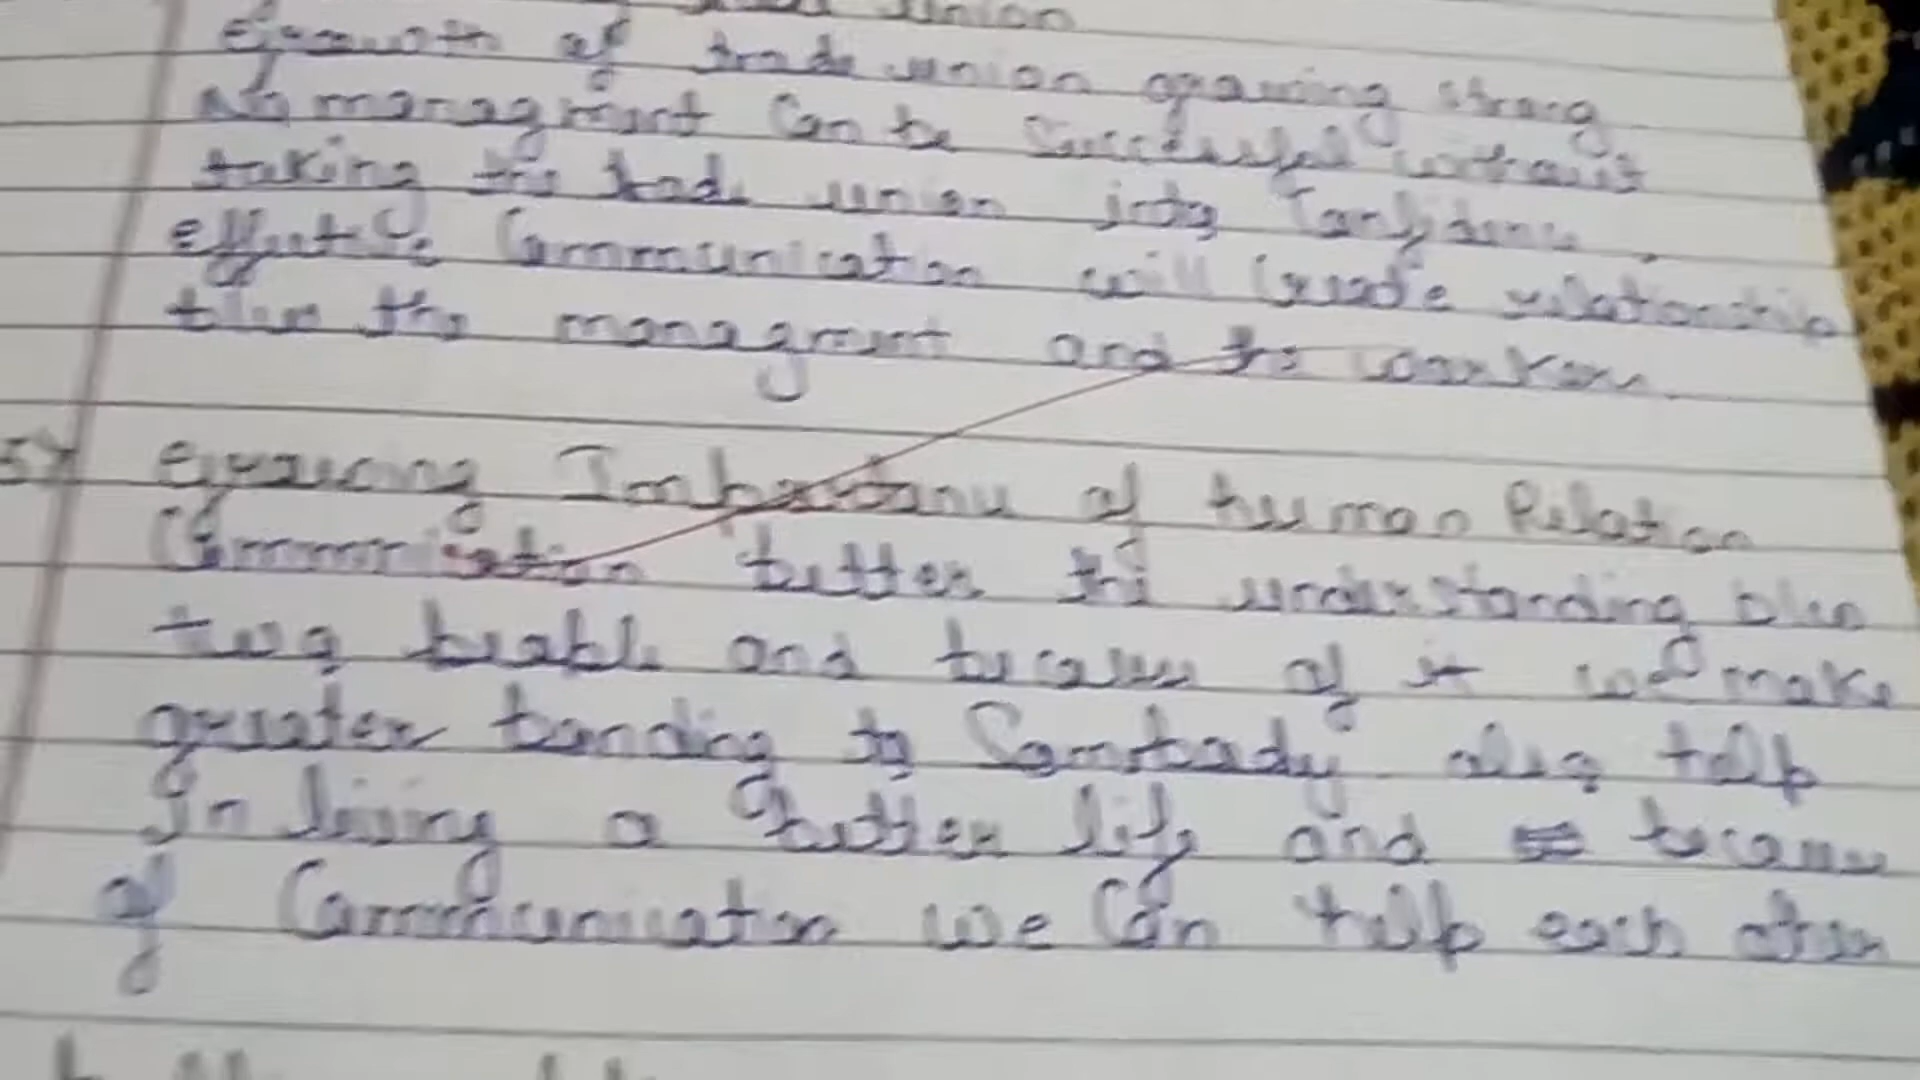 union
Growth of trade union growing strong
No managment can be Successful without
taking the trade union into Confidence,
effective Communication will Create relationship
b/w the managment and the workers.
5> Growing Importance of human Relation
Communication better the understanding b/w
two people and because of it we make
greater bonding to Somebody also help
In living a better life and because
of Communication we Can help each other